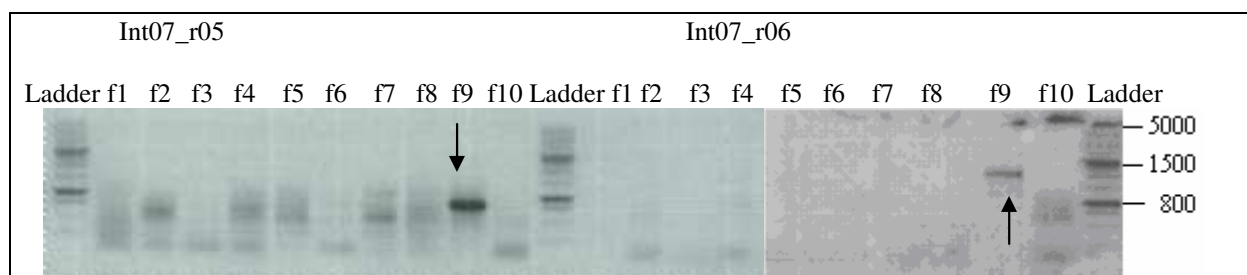 Int07_r05 Int07_r06
Ladder f1 f2 f3 f4 f5 f6 f7 f8 f9 f10 Ladder f1 f2 f3 f4 f5 f6 f7 f8 f9 f10 Ladder
5000
1500
800